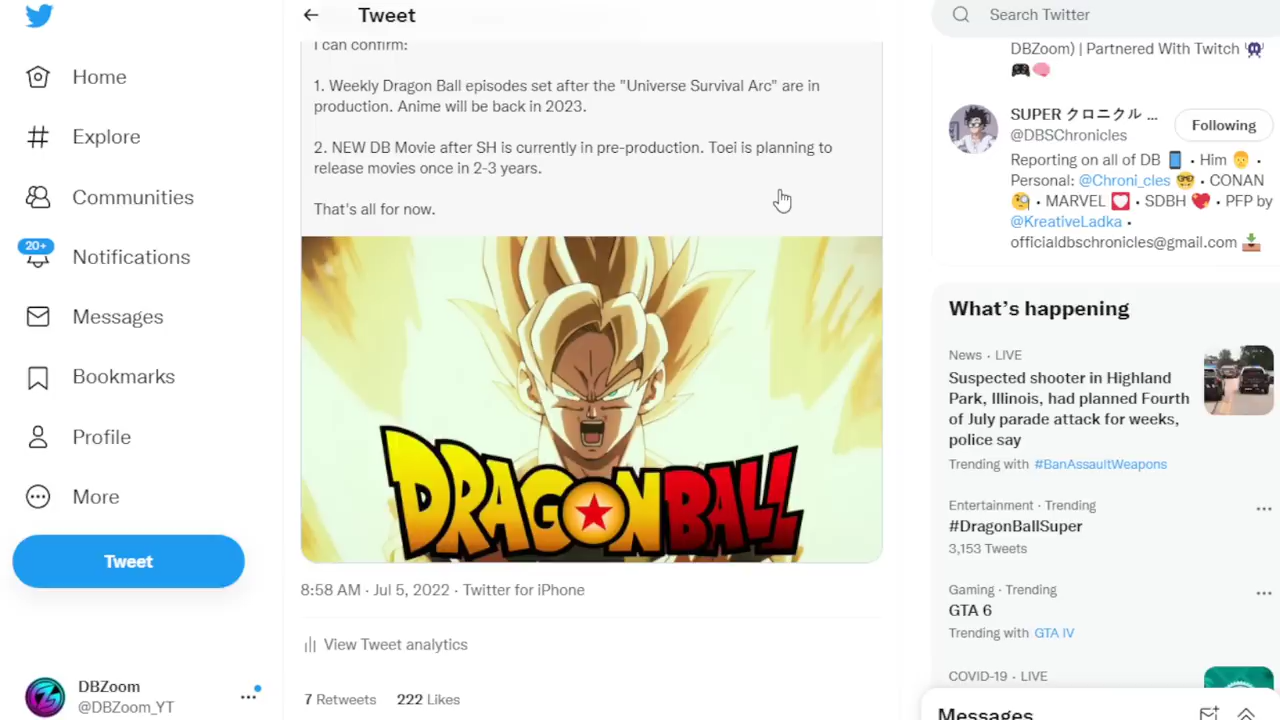 Tweet
Search Twitter
Home
Explore
Communities
20+
Notifications
Messages
Bookmarks
Profile
More
Tweet
DBZoom
@DBZoom_YT
I can confirm:
1. Weekly Dragon Ball episodes set after the "Universe Survival Arc" are in
production. Anime will be back in 2023.
2. NEW DB Movie after SH is currently in pre-production. Toei is planning to
release movies once in 2-3 years.
That's all for now.
DRAGONBALL
8:58 AM · Jul 5, 2022 · Twitter for iPhone
View Tweet analytics
7 Retweets 222 Likes
DBZoom) | Partnered With Twitch 👾
🎮🧠
SUPER クロニクル ...
@DBSChronicles
Following
Reporting on all of DB 📱 · Him 👨 ·
Personal: @Chroni_cles 🤓 · CONAN
🧐 · MARVEL 💟 · SDBH 💖 · PFP by
@KreativeLadka ·
officialdbschronicles@gmail.com 📥
What's happening
News · LIVE
Suspected shooter in Highland
Park, Illinois, had planned Fourth
of July parade attack for weeks,
police say
Trending with #BanAssaultWeapons
Entertainment · Trending
#DragonBallSuper
3,153 Tweets
Gaming · Trending
GTA 6
Trending with GTA IV
COVID-19 · LIVE
Messages